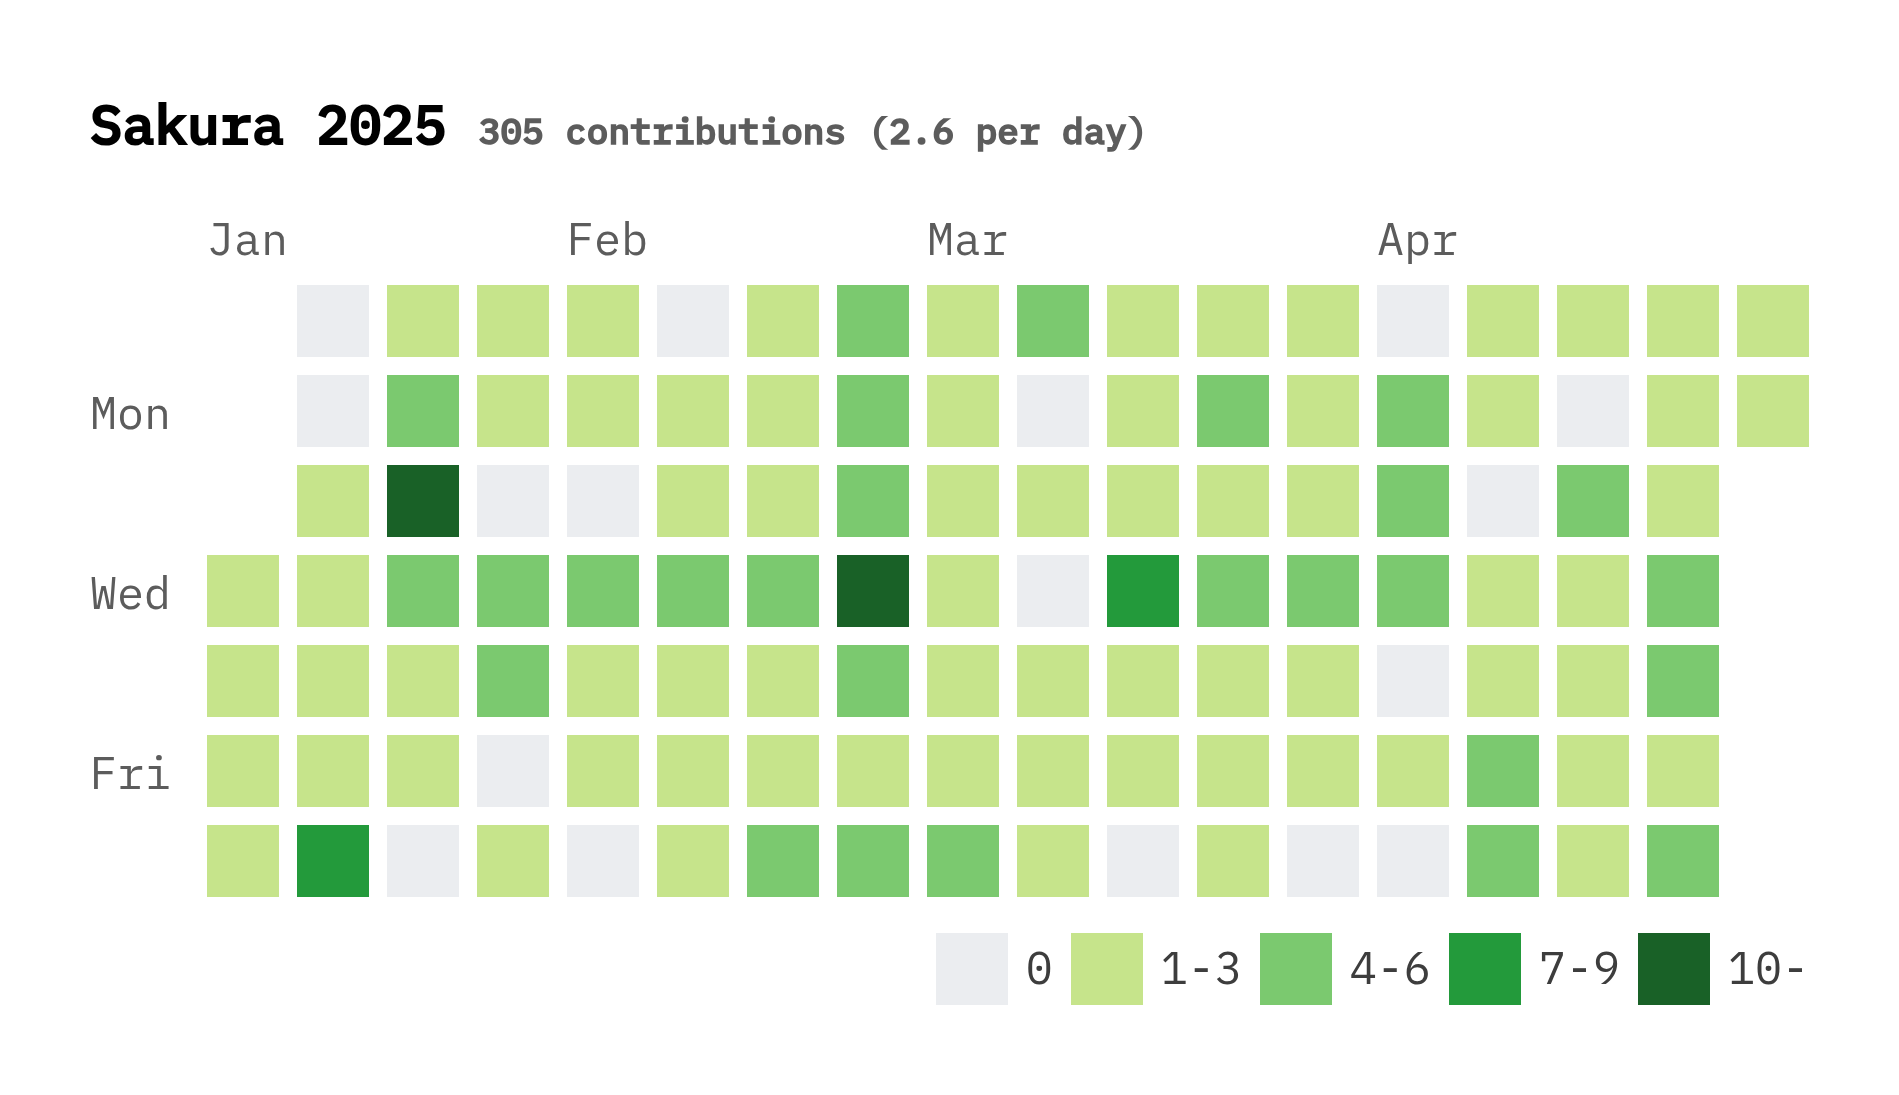 Sakura 2025 305 contributions (2.6 per day)
Jan Feb Mar Apr
Mon
Wed
Fri
0 1-3 4-6 7-9 10-